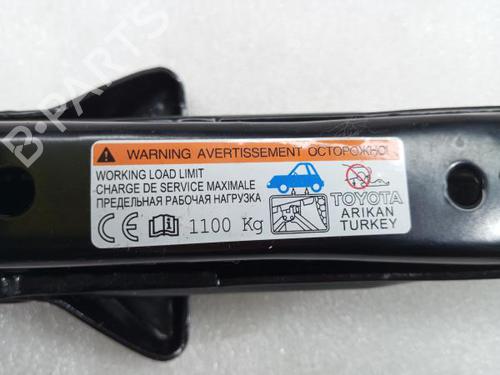 B-PARTS
WARNING AVERTISSEMENT ОСТОРОЖНО!
WORKING LOAD LIMIT
CHARGE DE SERVICE MAXIMALE
ПРЕДЕЛЬНАЯ РАБОЧАЯ НАГРУЗКА
CE 1100 Kg
TOYOTA
ARIKAN
TURKEY